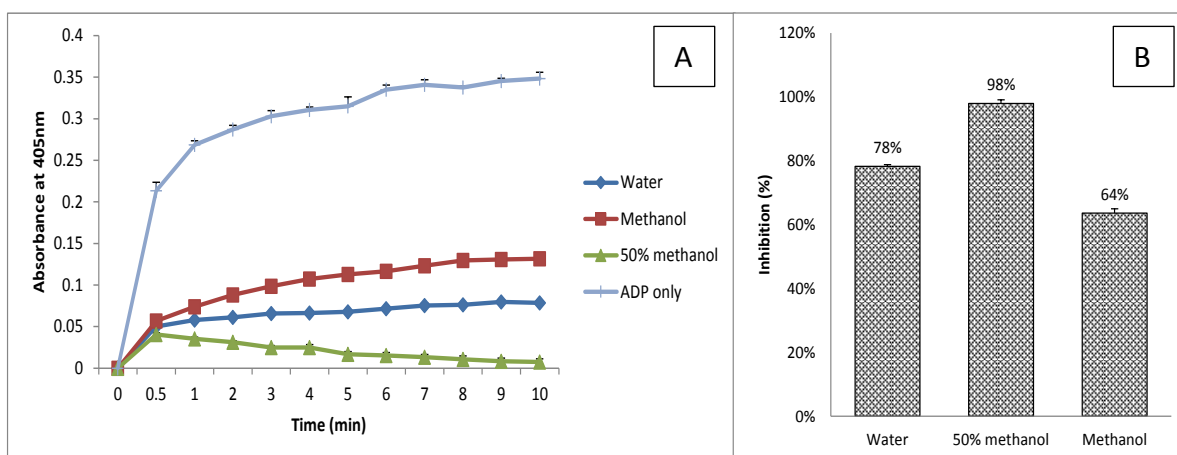 A
Absorbance at 405nm
0.4
0.35
0.3
0.25
0.2
0.15
0.1
0.05
0
0 0.5 1 2 3 4 5 6 7 8 9 10
Time (min)
Water
Methanol
50% methanol
ADP only
B
Inhibition (%)
120%
100%
80%
60%
40%
20%
0%
78%
98%
64%
Water 50% methanol Methanol